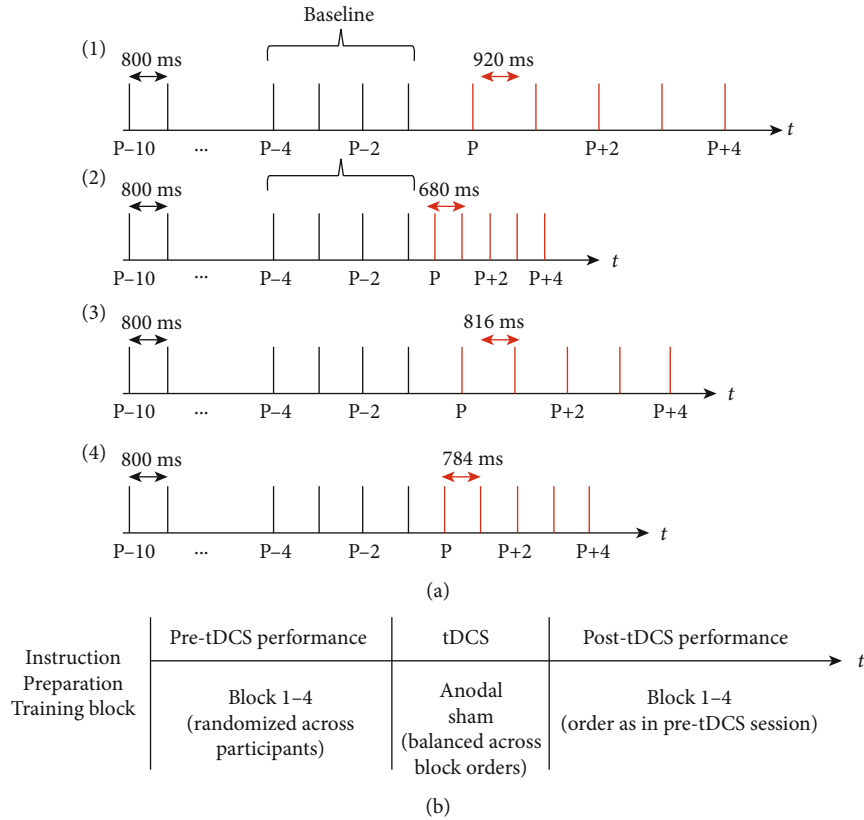 Baseline
(1)
800 ms
920 ms
t
P–10 ... P–4 P–2 P P+2 P+4
(2)
800 ms
680 ms
t
P–10 ... P–4 P–2 P P+2 P+4
(3)
800 ms
816 ms
t
P–10 ... P–4 P–2 P P+2 P+4
(4)
800 ms
784 ms
t
P–10 ... P–4 P–2 P P+2 P+4
(a)
Instruction
Preparation
Training block
Pre-tDCS performance
Block 1–4
(randomized across
participants)
tDCS
Anodal
sham
(balanced across
block orders)
Post-tDCS performance
Block 1–4
(order as in pre-tDCS session)
t
(b)